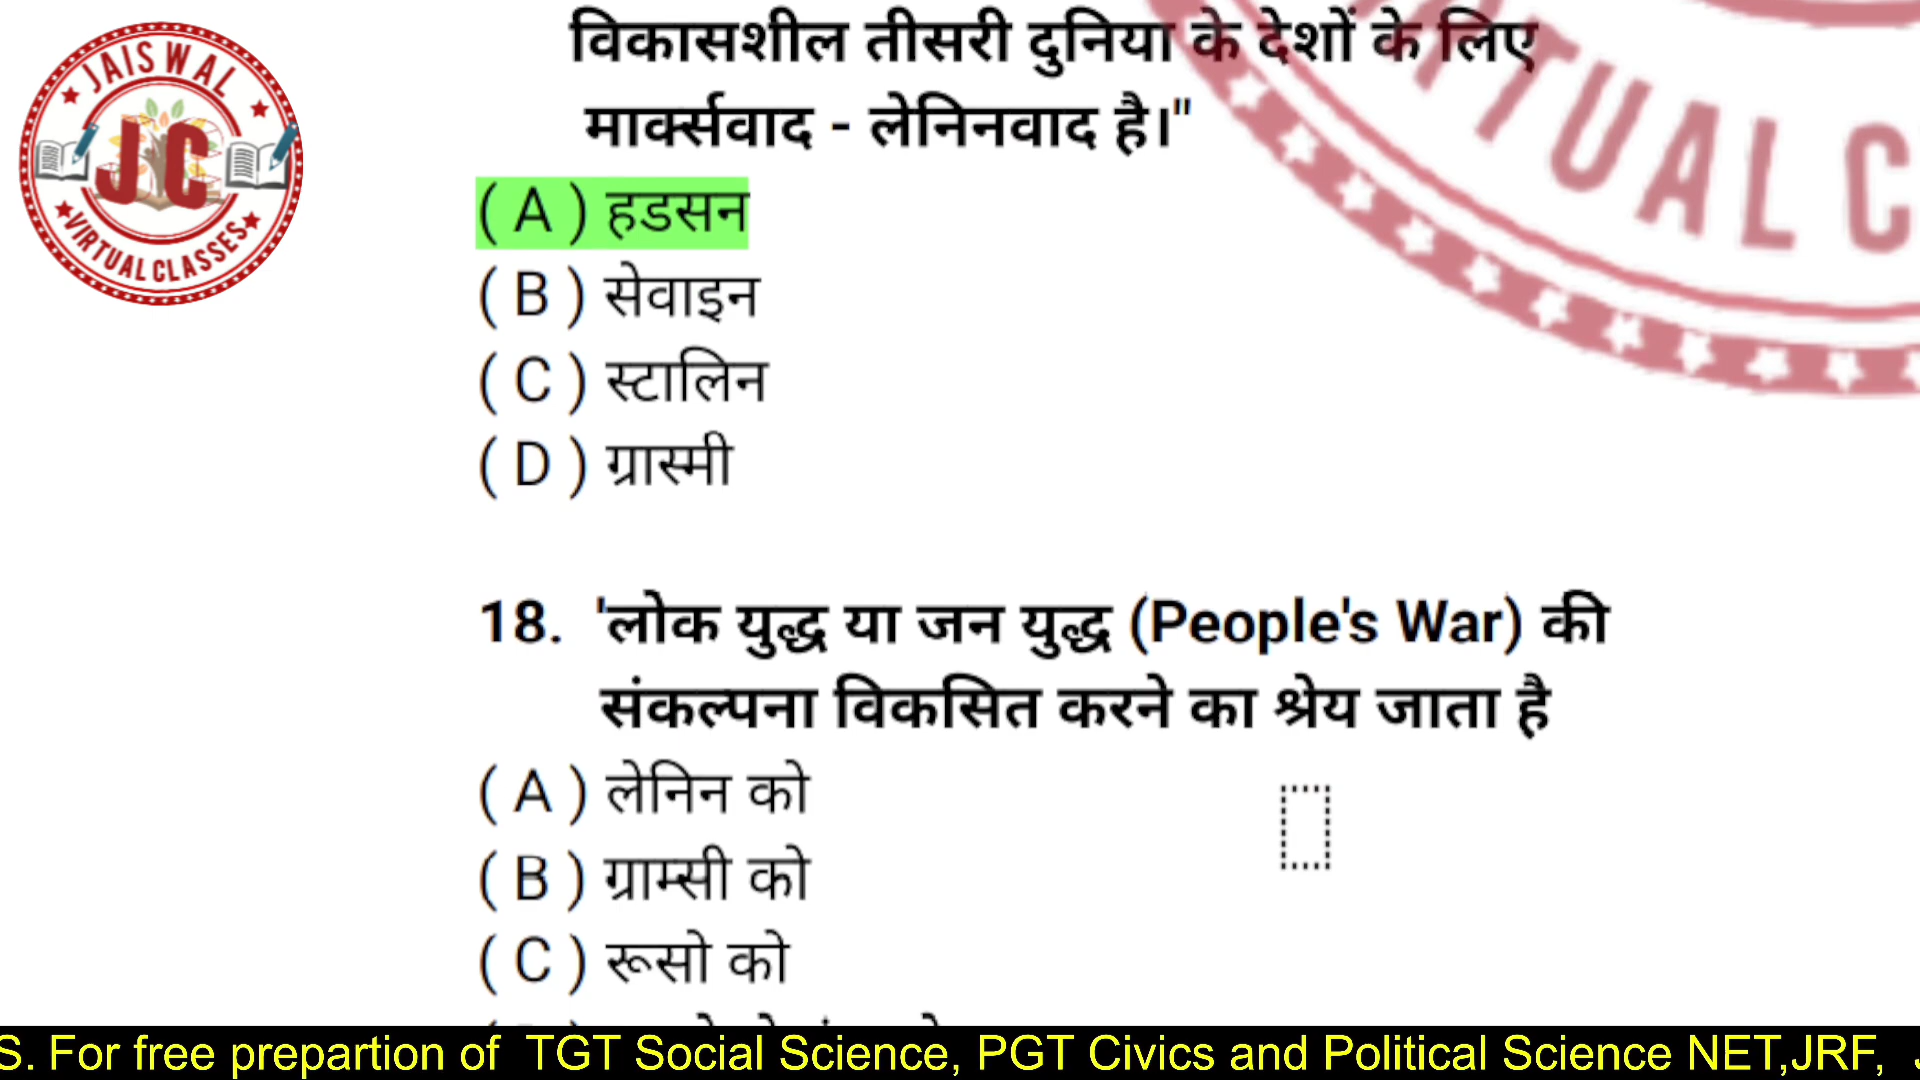 JAISWAL
JC
VIRTUAL CLASSES
विकासशील तीसरी दुनिया के देशों के लिए
मार्क्सवाद - लेनिनवाद है।"
( A ) हडसन
( B ) सेवाइन
( C ) स्टालिन
( D ) ग्रास्मी
RTUAL C
18. 'लोक युद्ध या जन युद्ध (People's War) की
संकल्पना विकसित करने का श्रेय जाता है
( A ) लेनिन को
( B ) ग्राम्सी को
( C ) रूसो को
S. For free prepartion of TGT Social Science, PGT Civics and Political Science NET,JRF,